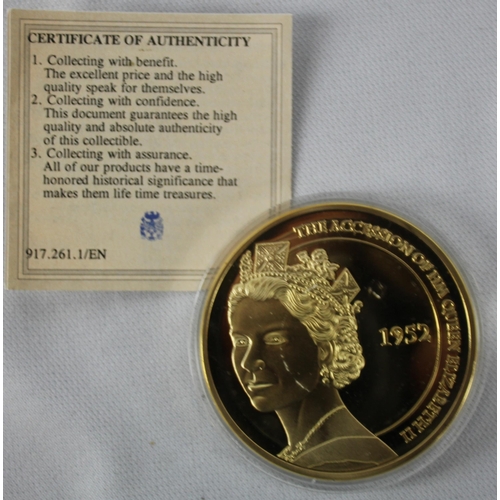 CERTIFICATE OF AUTHENTICITY
1. Collecting with benefit.
The excellent price and the high
quality speak for themselves.
2. Collecting with confidence.
This document guarantees the high
quality and absolute authenticity
of this collectible.
3. Collecting with assurance.
All of our products have a time-
honored historical significance that
makes them life time treasures.
917.261.1/EN
THE ACCESSION OF HM QUEEN ELIZABETH II
1952